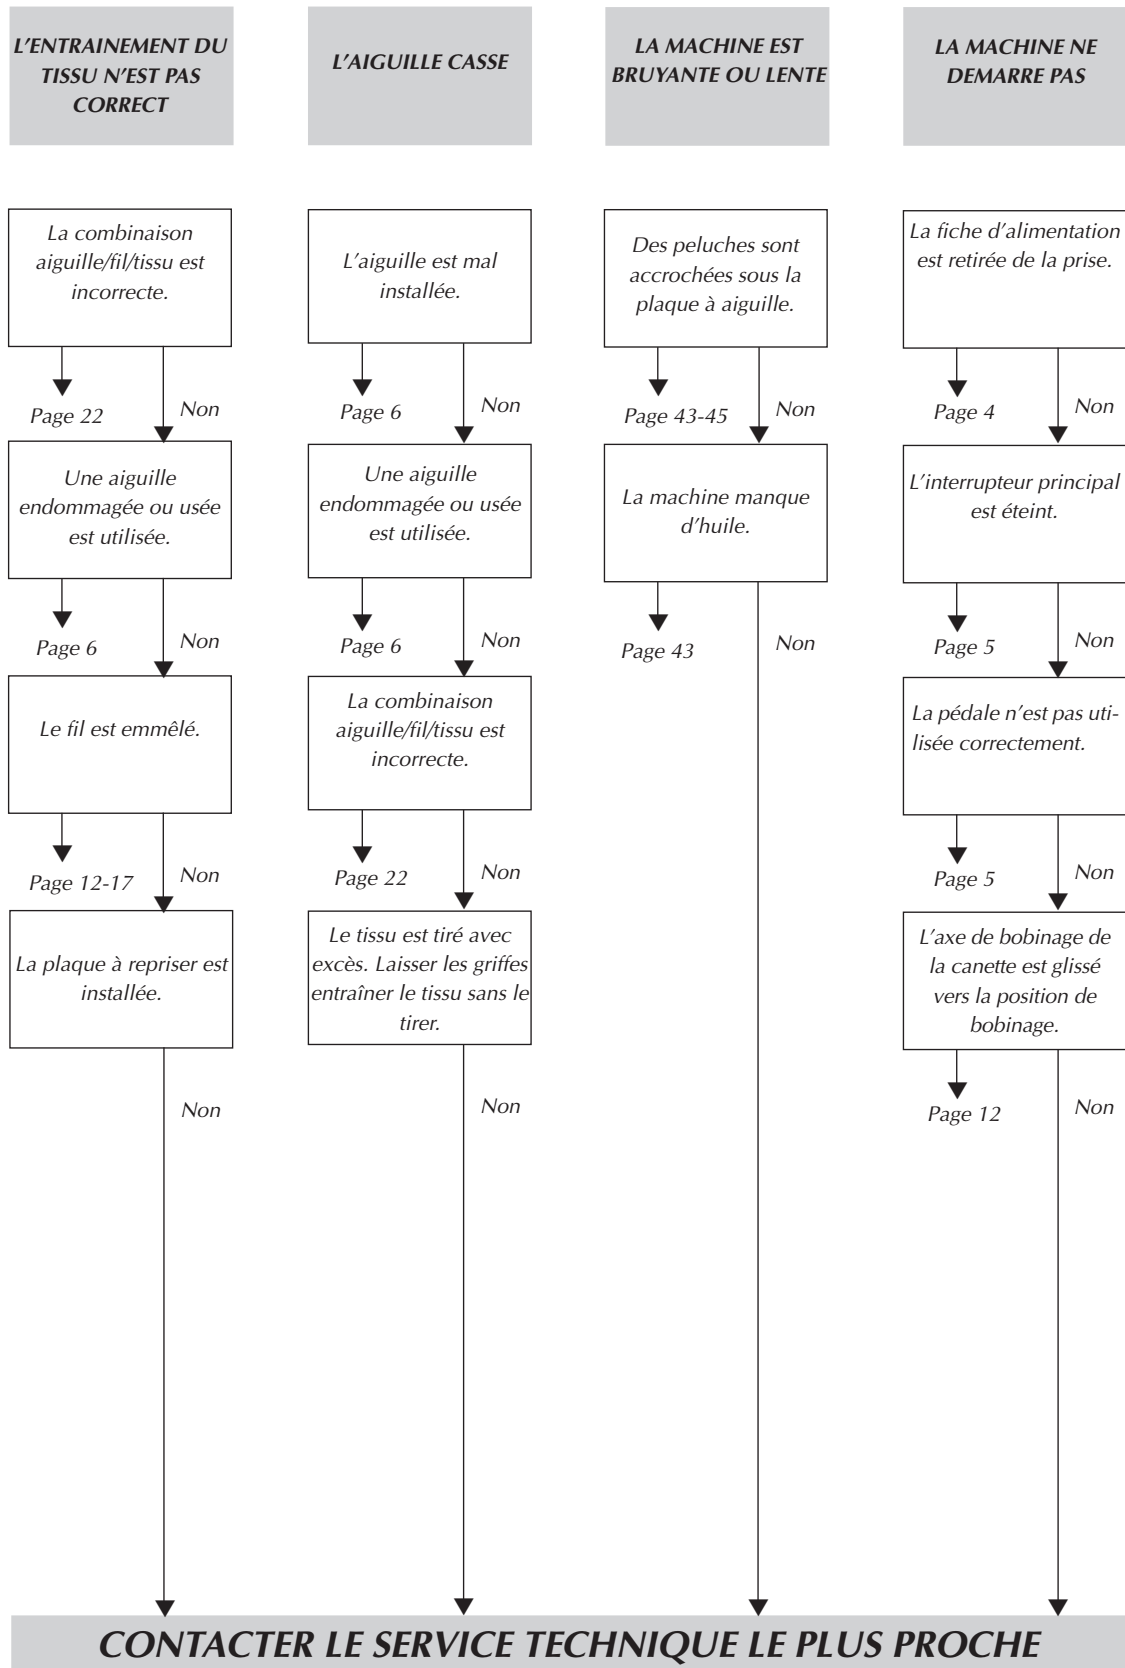 L'ENTRAINEMENT DU
TISSU N'EST PAS
CORRECT
La combinaison
aiguille/fil/tissu est
incorrecte.
Page 22
Non
Une aiguille
endommagée ou usée
est utilisée.
Page 6
Non
Le fil est emmêlé.
Page 12-17
Non
La plaque à repriser est
installée.
Non
L'AIGUILLE CASSE
L'aiguille est mal
installée.
Page 6
Non
Une aiguille
endommagée ou usée
est utilisée.
Page 6
Non
La combinaison
aiguille/fil/tissu est
incorrecte.
Page 22
Non
Le tissu est tiré avec
excès. Laisser les griffes
entraîner le tissu sans le
tirer.
Non
LA MACHINE EST
BRUYANTE OU LENTE
Des peluches sont
accrochées sous la
plaque à aiguille.
Page 43-45
Non
La machine manque
d'huile.
Page 43
Non
LA MACHINE NE
DEMARRE PAS
La fiche d'alimentation
est retirée de la prise.
Page 4
Non
L'interrupteur principal
est éteint.
Page 5
Non
La pédale n'est pas uti-
lisée correctement.
Page 5
Non
L'axe de bobinage de
la canette est glissé
vers la position de
bobinage.
Page 12
Non
CONTACTER LE SERVICE TECHNIQUE LE PLUS PROCHE